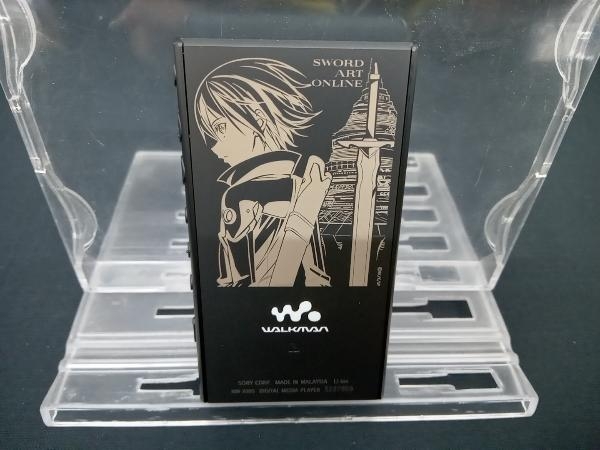 SWORD
ART
ONLINE
WALKMAN
SONY CORP. MADE IN MALAYSIA
DIGITAL MEDIA PLAYER